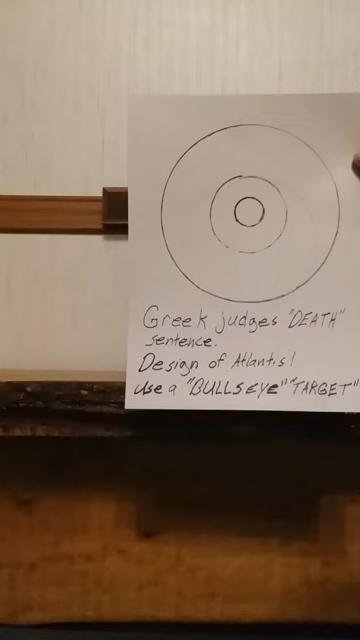 Greek judges "DEATH"
sentence.
Design of Atlantis!
Use a "BULLSEYE" "TARGET"